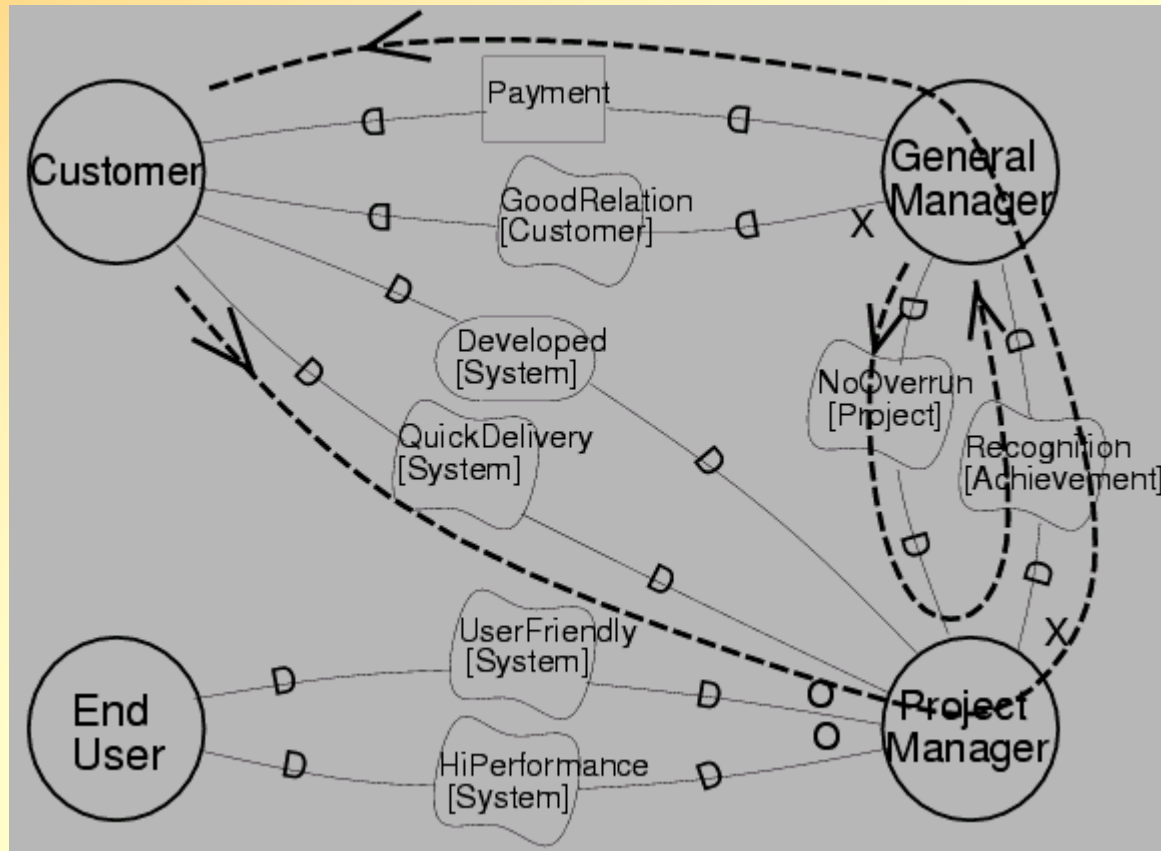 Payment
D
D
Customer
General
Manager
GoodRelation
[Customer]
D
D
X
D
Developed
[System]
D
D
D
NoOverrun
[Project]
QuickDelivery
[System]
D
Recognition
[Achievement]
D
D
D
UserFriendly
[System]
X
D
D
O
End
User
Project
Manager
O
D
HiPerformance
[System]
D